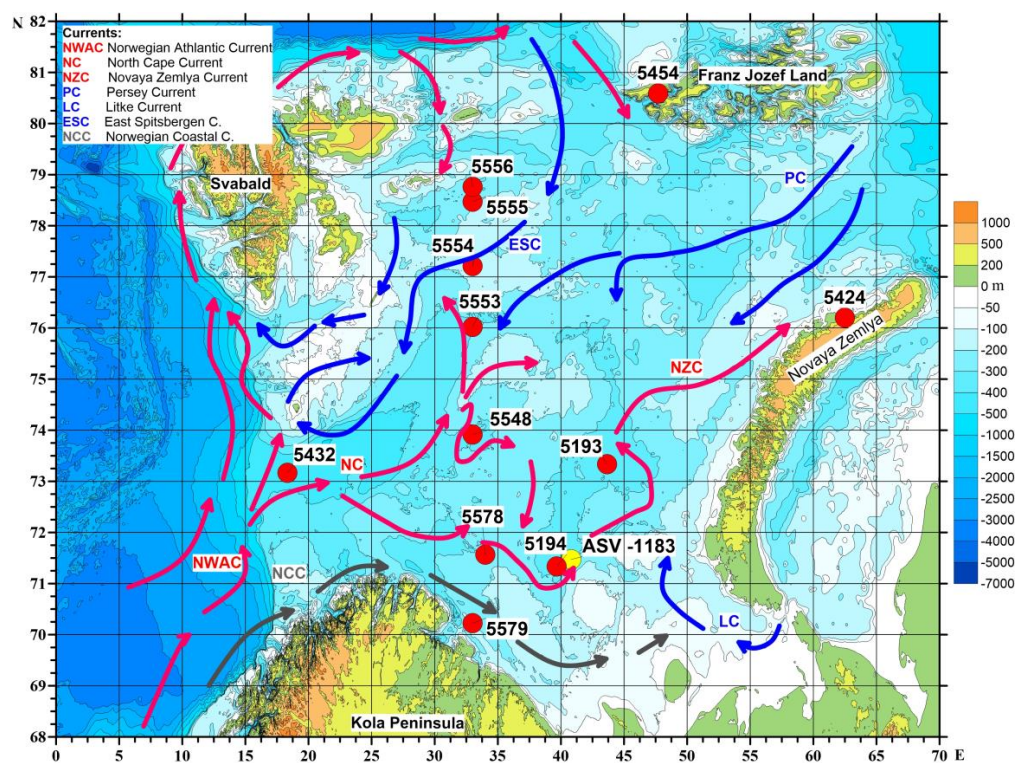 N
82
81
80
79
78
77
76
75
74
73
72
71
70
69
68
Currents:
NWAC Norwegian Athlantic Current
NC North Cape Current
NZC Novaya Zemlya Current
PC Persey Current
LC Litke Current
ESC East Spitsbergen C.
NCC Norwegian Coastal C.
5454
Franz Jozef Land
5556
PC
Svabald
5555
5554
ESC
5424
5553
Novaya Zemlya
NZC
5548
5193
5432
NC
5578
5194
ASV -1183
NWAC
NCC
5579
LC
Kola Peninsula
0 5 10 15 20 25 30 35 40 45 50 55 60 65 70 E
1000
500
200
0 m
-50
-100
-200
-300
-400
-500
-1000
-2000
-3000
-4000
-5000
-7000